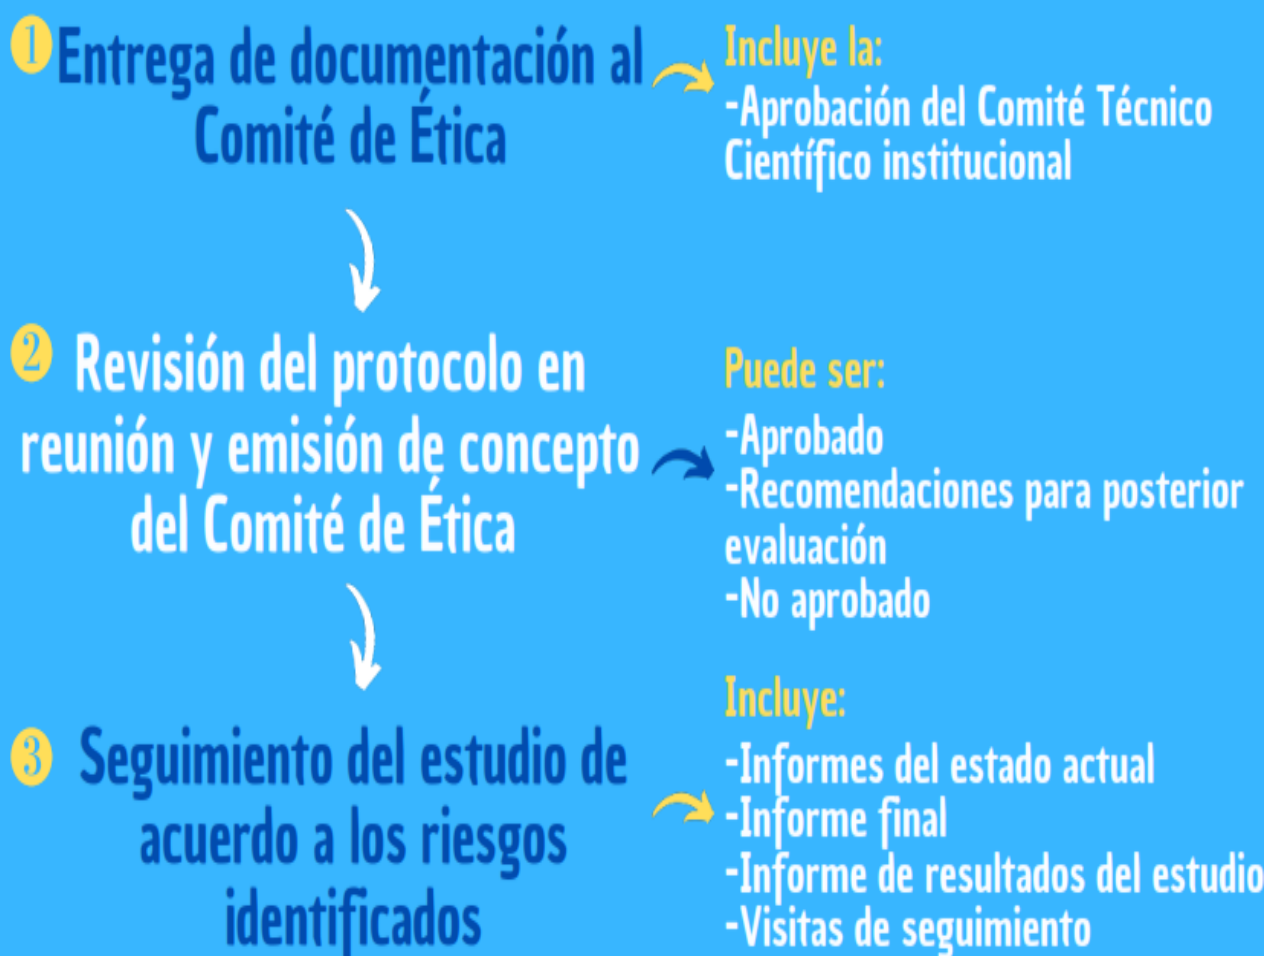 1 Entrega de documentación al
Comité de Ética
Incluye la:
-Aprobación del Comité Técnico
Científico institucional
2 Revisión del protocolo en
reunión y emisión de concepto
del Comité de Ética
Puede ser:
-Aprobado
-Recomendaciones para posterior
evaluación
-No aprobado
3 Seguimiento del estudio de
acuerdo a los riesgos
identificados
Incluye:
-Informes del estado actual
-Informe final
-Informe de resultados del estudio
-Visitas de seguimiento